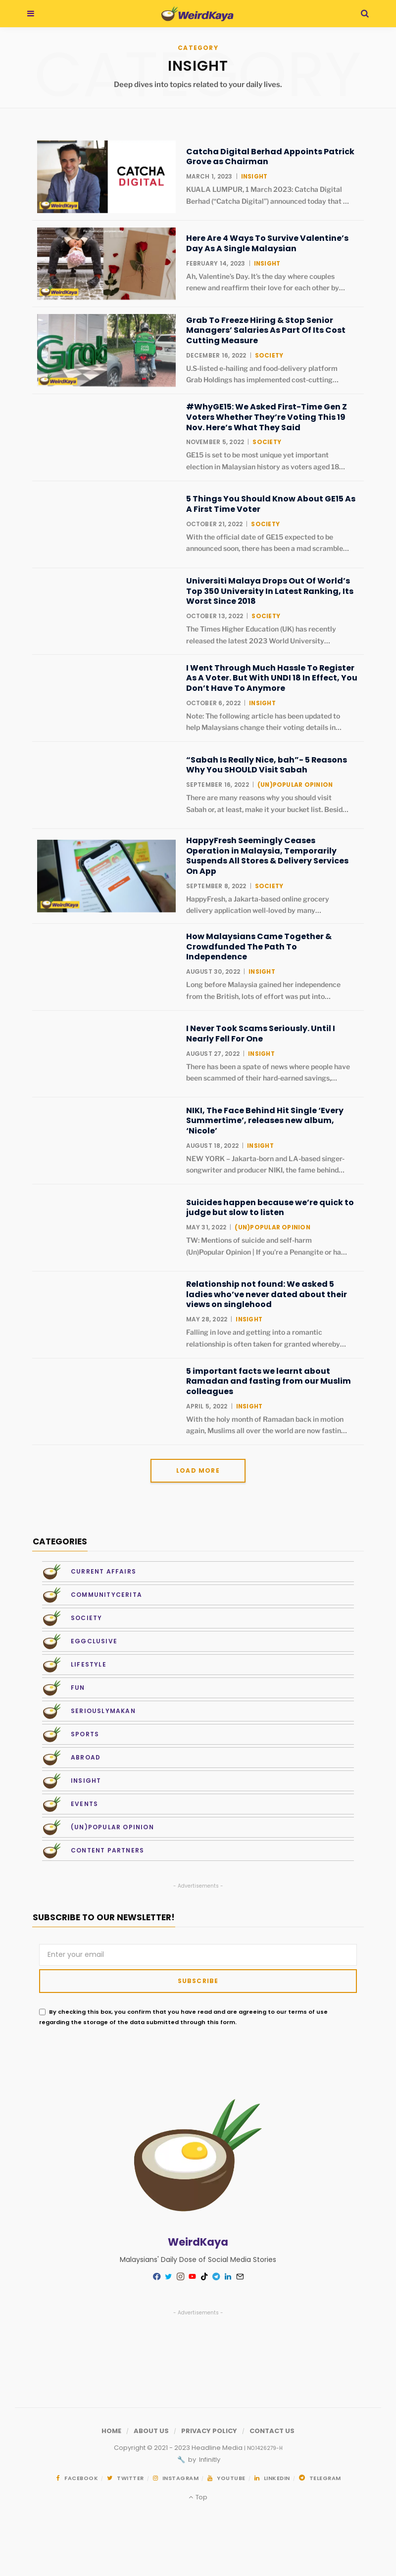 WeirdKaya
CATEGORY
CATEGORY
INSIGHT
Deep dives into topics related to your daily lives.
CATCHA
DIGITAL
WeirdKaya
Catcha Digital Berhad Appoints Patrick
Grove as Chairman
MARCH 1, 2023 | INSIGHT
KUALA LUMPUR, 1 March 2023: Catcha Digital
Berhad (“Catcha Digital”) announced today that …
WeirdKaya
Here Are 4 Ways To Survive Valentine’s
Day As A Single Malaysian
FEBRUARY 14, 2023 | INSIGHT
Ah, Valentine’s Day. It’s the day where couples
renew and reaffirm their love for each other by…
Grab
WeirdKaya
Grab To Freeze Hiring & Stop Senior
Managers’ Salaries As Part Of Its Cost
Cutting Measure
DECEMBER 16, 2022 | SOCIETY
U.S-listed e-hailing and food-delivery platform
Grab Holdings has implemented cost-cutting…
#WhyGE15: We Asked First-Time Gen Z
Voters Whether They’re Voting This 19
Nov. Here’s What They Said
NOVEMBER 5, 2022 | SOCIETY
GE15 is set to be most unique yet important
election in Malaysian history as voters aged 18…
5 Things You Should Know About GE15 As
A First Time Voter
OCTOBER 21, 2022 | SOCIETY
With the official date of GE15 expected to be
announced soon, there has been a mad scramble…
Universiti Malaya Drops Out Of World’s
Top 350 University In Latest Ranking, Its
Worst Since 2018
OCTOBER 13, 2022 | SOCIETY
The Times Higher Education (UK) has recently
released the latest 2023 World University…
I Went Through Much Hassle To Register
As A Voter. But With UNDI 18 In Effect, You
Don’t Have To Anymore
OCTOBER 6, 2022 | INSIGHT
Note: The following article has been updated to
help Malaysians change their voting details in…
“Sabah Is Really Nice, bah”- 5 Reasons
Why You SHOULD Visit Sabah
SEPTEMBER 16, 2022 | (UN)POPULAR OPINION
There are many reasons why you should visit
Sabah or, at least, make it your bucket list. Besid…
WeirdKaya
HappyFresh Seemingly Ceases
Operation in Malaysia, Temporarily
Suspends All Stores & Delivery Services
On App
SEPTEMBER 8, 2022 | SOCIETY
HappyFresh, a Jakarta-based online grocery
delivery application well-loved by many…
How Malaysians Came Together &
Crowdfunded The Path To
Independence
AUGUST 30, 2022 | INSIGHT
Long before Malaysia gained her independence
from the British, lots of effort was put into…
I Never Took Scams Seriously. Until I
Nearly Fell For One
AUGUST 27, 2022 | INSIGHT
There has been a spate of news where people have
been scammed of their hard-earned savings,…
NIKI, The Face Behind Hit Single ‘Every
Summertime’, releases new album,
‘Nicole’
AUGUST 18, 2022 | INSIGHT
NEW YORK – Jakarta-born and LA-based singer-
songwriter and producer NIKI, the fame behind…
Suicides happen because we’re quick to
judge but slow to listen
MAY 31, 2022 | (UN)POPULAR OPINION
TW: Mentions of suicide and self-harm
(Un)Popular Opinion | If you’re a Penangite or ha…
Relationship not found: We asked 5
ladies who’ve never dated about their
views on singlehood
MAY 28, 2022 | INSIGHT
Falling in love and getting into a romantic
relationship is often taken for granted whereby…
5 important facts we learnt about
Ramadan and fasting from our Muslim
colleagues
APRIL 5, 2022 | INSIGHT
With the holy month of Ramadan back in motion
again, Muslims all over the world are now fastin…
LOAD MORE
CATEGORIES
CURRENT AFFAIRS
COMMUNITYCERITA
SOCIETY
EGGCLUSIVE
LIFESTYLE
FUN
SERIOUSLYMAKAN
SPORTS
ABROAD
INSIGHT
EVENTS
(UN)POPULAR OPINION
CONTENT PARTNERS
- Advertisements -
SUBSCRIBE TO OUR NEWSLETTER!
Enter your email
SUBSCRIBE
By checking this box, you confirm that you have read and are agreeing to our terms of use
regarding the storage of the data submitted through this form.
WeirdKaya
Malaysians' Daily Dose of Social Media Stories
- Advertisements -
HOME / ABOUT US / PRIVACY POLICY / CONTACT US
Copyright © 2021 - 2023 Headline Media | NO.1426279-W
by Infinitly
FACEBOOK TWITTER INSTAGRAM YOUTUBE LINKEDIN TELEGRAM
Top